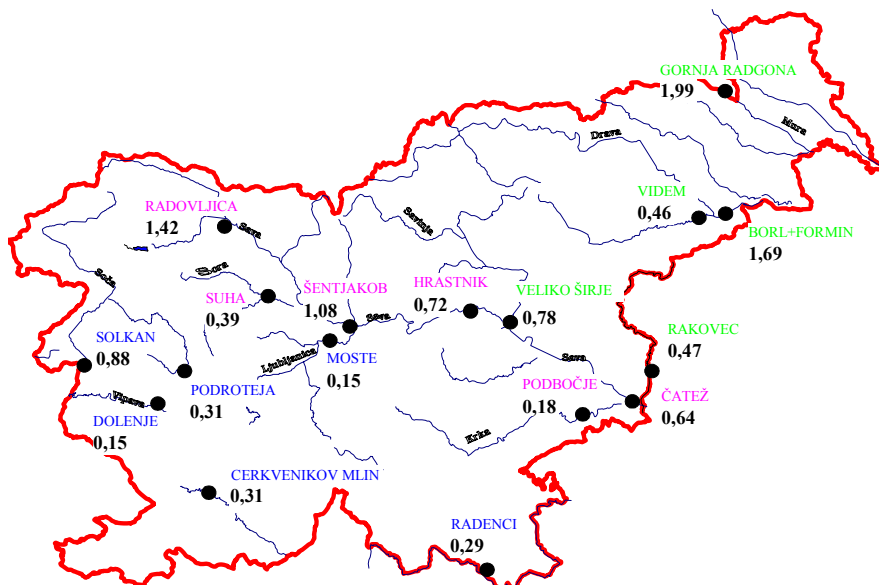 GORNJA RADGONA
1,99
Mura
Drava
VIDEM
0,46
BORL+FORMIN
1,69
RADOVLJICA
1,42
Sava
Savinja
Sora
Soča
SUHA
0,39
ŠENTJAKOB
1,08
Sava
HRASTNIK
0,72
VELIKO ŠIRJE
0,78
SOLKAN
0,88
Ljubljanica
MOSTE
0,15
Sava
RAKOVEC
0,47
PODROTEJA
0,31
Vipava
DOLENJE
0,15
PODBOČJE
0,18
ČATEŽ
0,64
Krka
CERKVENIKOV MLIN
0,31
RADENCI
0,29